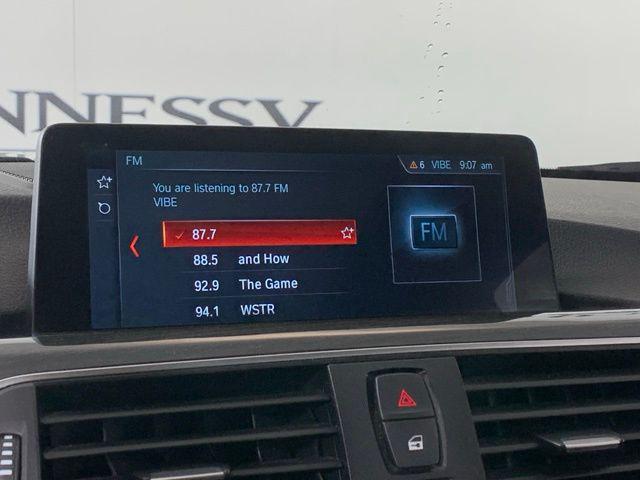 NNESSY
FM
6 VIBE 9:07 am
You are listening to 87.7 FM
VIBE
87.7
88.5 and How
92.9 The Game
94.1 WSTR
FM